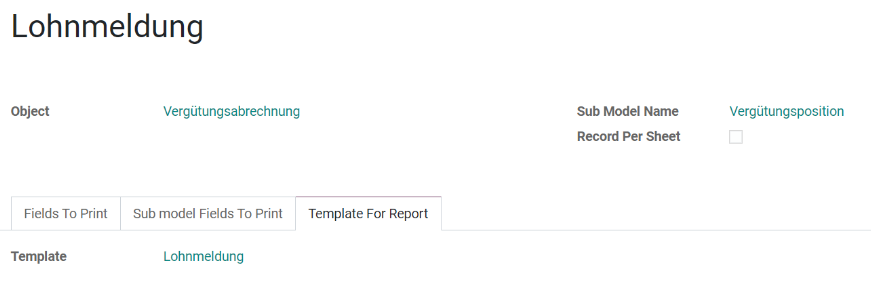 Lohnmeldung
Object Vergütungsabrechnung Sub Model Name Vergütungsposition
Record Per Sheet
Fields To Print Sub model Fields To Print Template For Report
Template Lohnmeldung